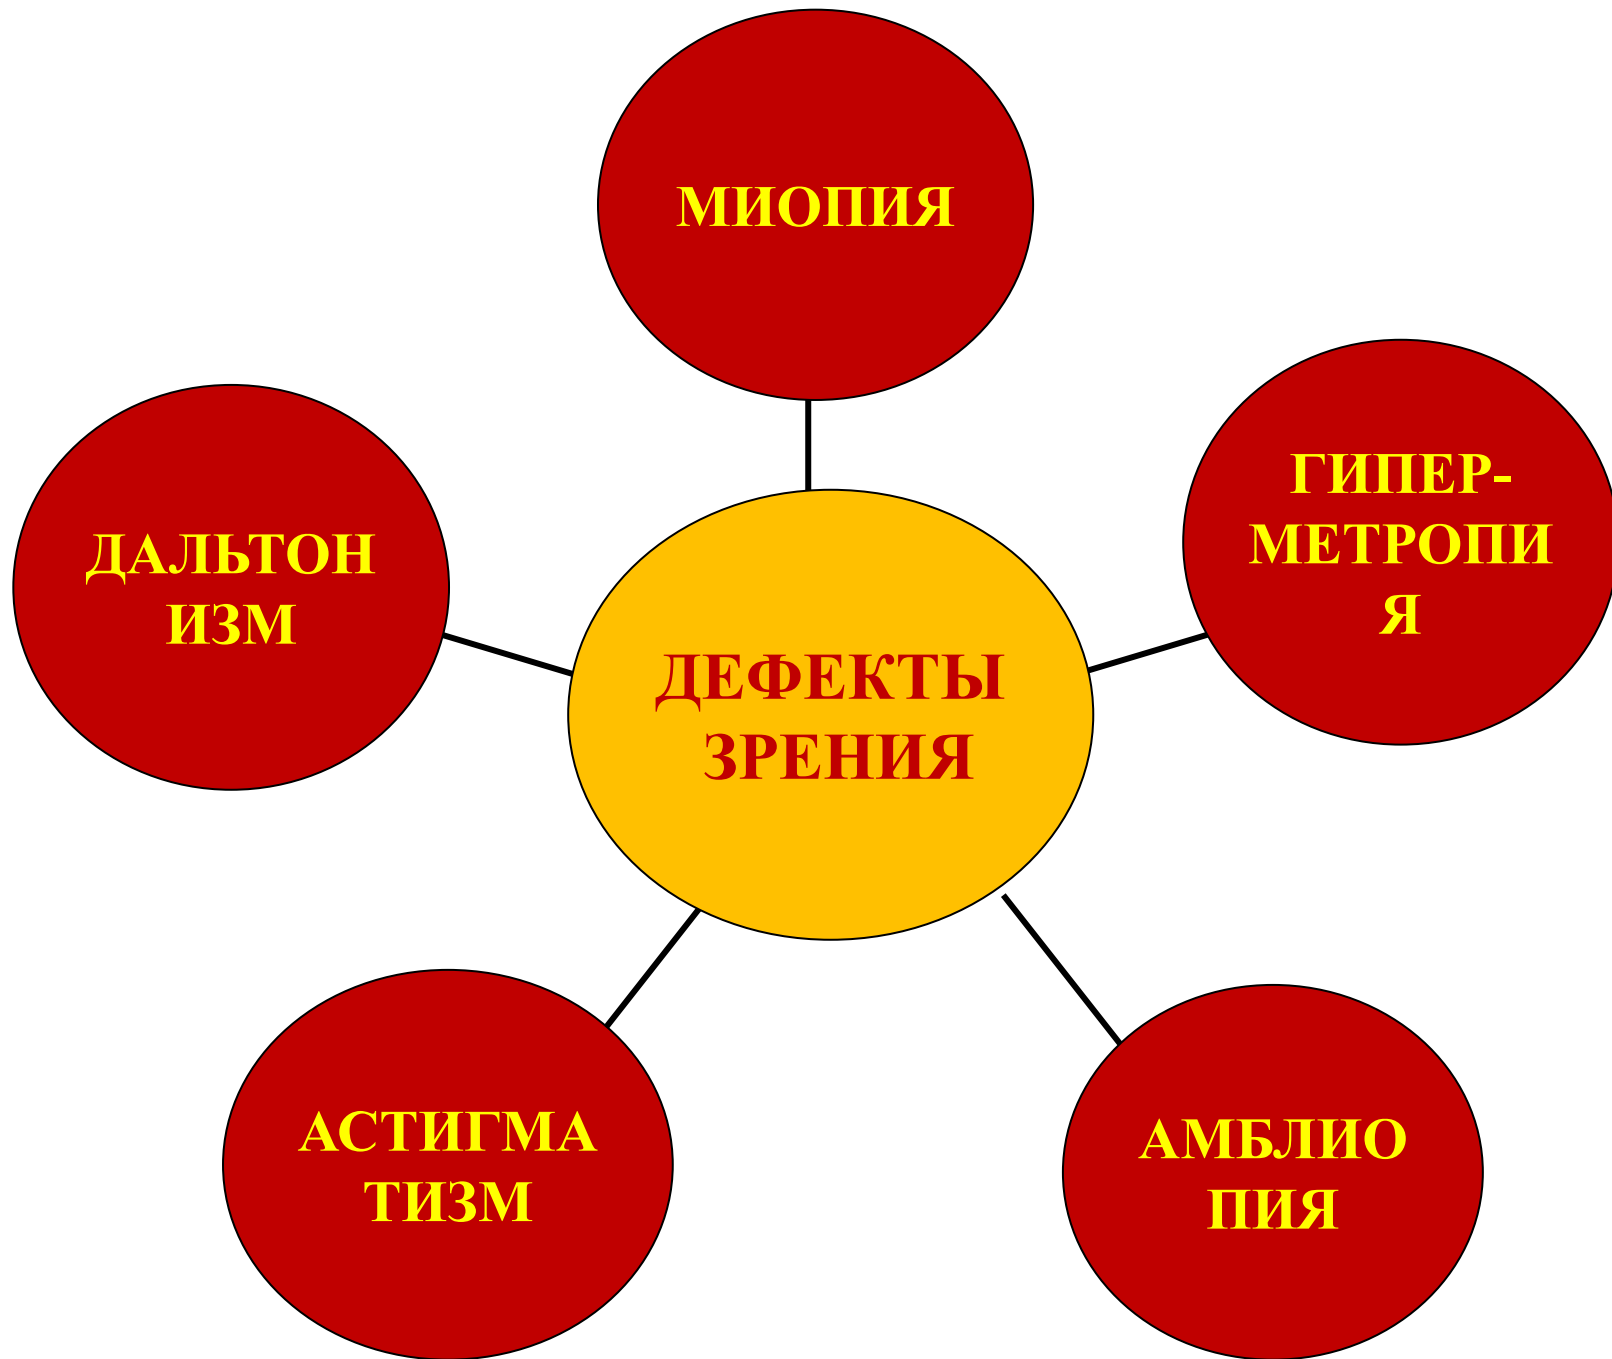 МИОПИЯ
ГИПЕР-
МЕТРОПИ
Я
ДАЛЬТОН
ИЗМ
ДЕФЕКТЫ
ЗРЕНИЯ
АСТИГМА
ТИЗМ
АМБЛИО
ПИЯ